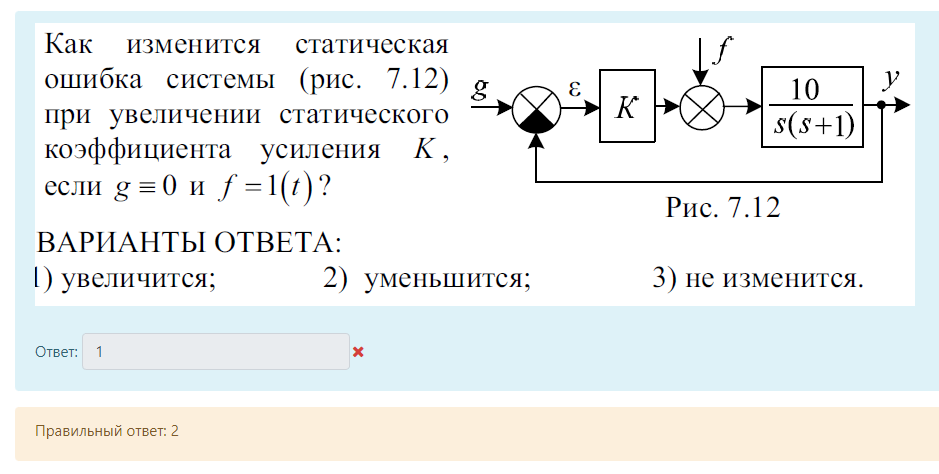 Как изменится статическая
ошибка системы (рис. 7.12)
при увеличении статического
коэффициента усиления K,
если g ≡ 0 и f = 1(t)?
g
ε
K
f
10
s(s+1)
y
Рис. 7.12
ВАРИАНТЫ ОТВЕТА:
1) увеличится; 2) уменьшится; 3) не изменится.
Ответ: 1
Правильный ответ: 2